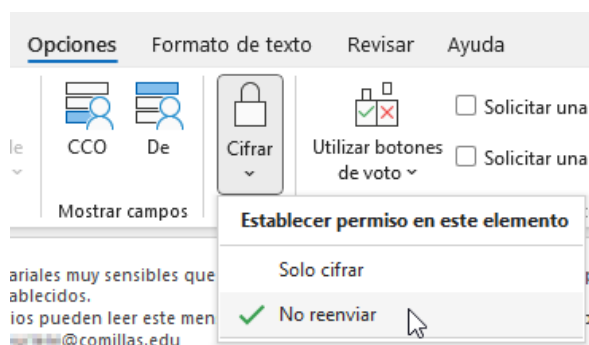 Opciones Formato de texto Revisar Ayuda
CCO De Cifrar Utilizar botones de voto Solicitar una
Solicitar una
Mostrar campos
Establecer permiso en este elemento
Solo cifrar
No reenviar
ariales muy sensibles que
ablecidos.
ios pueden leer este men
@comillas.edu